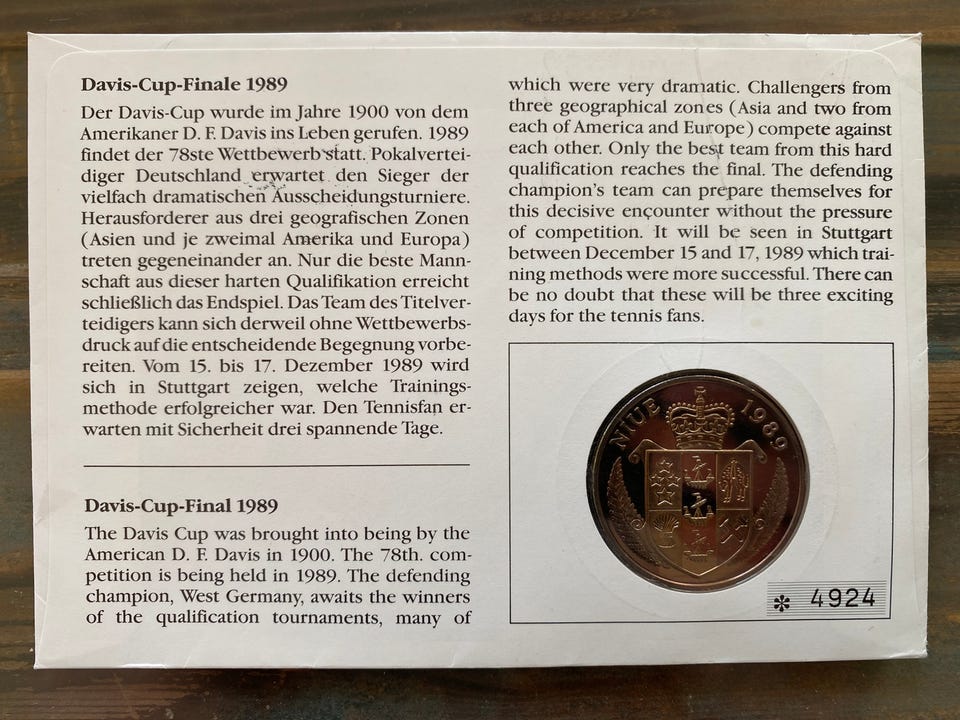 Davis-Cup-Finale 1989
Der Davis-Cup wurde im Jahre 1900 von dem
Amerikaner D. F. Davis ins Leben gerufen. 1989
findet der 78ste Wettbewerb statt. Pokalvertei-
diger Deutschland erwartet den Sieger der
vielfach dramatischen Ausscheidungsturniere.
Herausforderer aus drei geografischen Zonen
(Asien und je zweimal Amerika und Europa)
treten gegeneinander an. Nur die beste Mann-
schaft aus dieser harten Qualifikation erreicht
schließlich das Endspiel. Das Team des Titelver-
teidigers kann sich derweil ohne Wettbewerbs-
druck auf die entscheidende Begegnung vorbe-
reiten. Vom 15. bis 17. Dezember 1989 wird
sich in Stuttgart zeigen, welche Trainings-
methode erfolgreicher war. Den Tennisfan er-
warten mit Sicherheit drei spannende Tage.
Davis-Cup-Final 1989
The Davis Cup was brought into being by the
American D. F. Davis in 1900. The 78th. com-
petition is being held in 1989. The defending
champion, West Germany, awaits the winners
of the qualification tournaments, many of
which were very dramatic. Challengers from
three geographical zones (Asia and two from
each of America and Europe) compete against
each other. Only the best team from this hard
qualification reaches the final. The defending
champion's team can prepare themselves for
this decisive encounter without the pressure
of competition. It will be seen in Stuttgart
between December 15 and 17, 1989 which trai-
ning methods were more successful. There can
be no doubt that these will be three exciting
days for the tennis fans.
NIUE 1989
* 4924